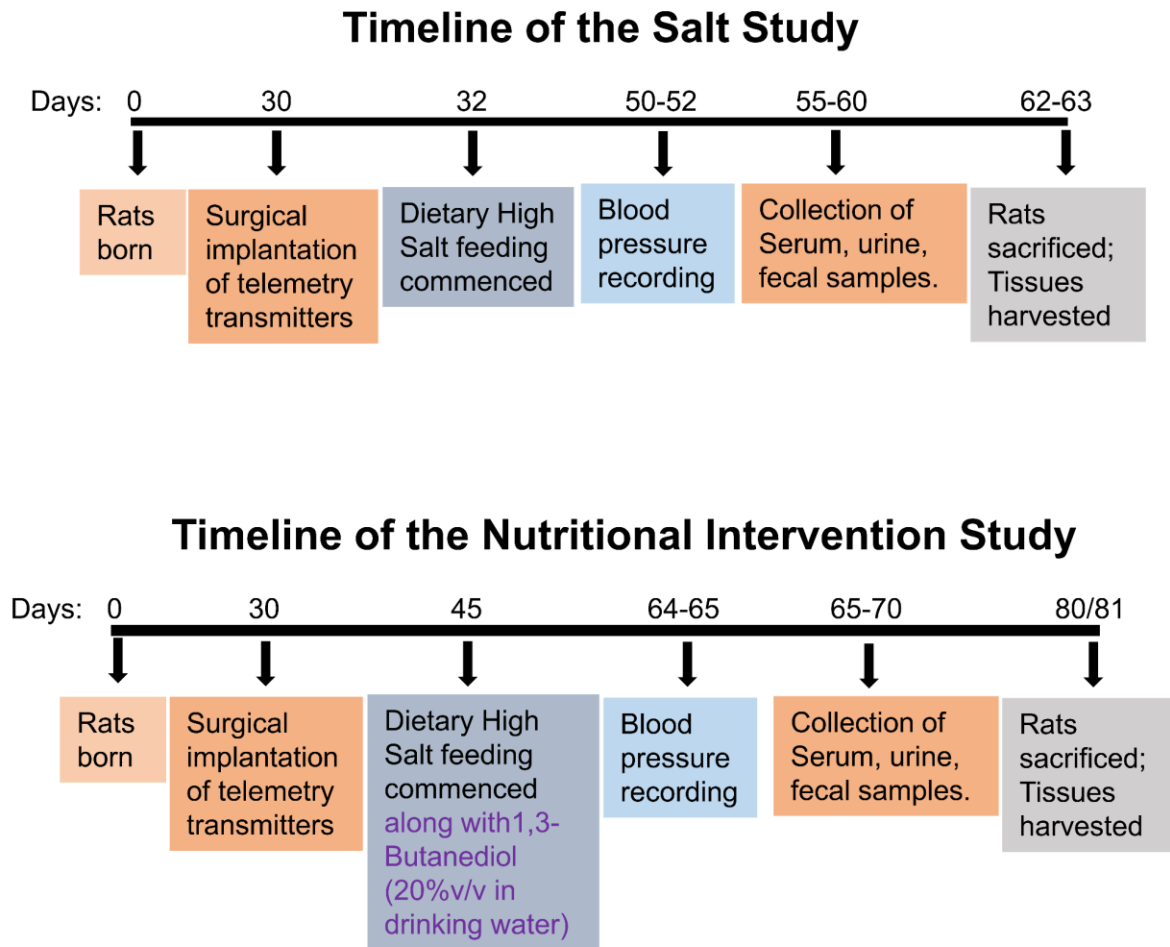 Timeline of the Salt Study
Days: 0 30 32 50-52 55-60 62-63
Rats
born
Surgical
implantation
of telemetry
transmitters
Dietary High
Salt feeding
commenced
Blood
pressure
recording
Collection of
Serum, urine,
fecal samples.
Rats
sacrificed;
Tissues
harvested
Timeline of the Nutritional Intervention Study
Days: 0 30 45 64-65 65-70 80/81
Rats
born
Surgical
implantation
of telemetry
transmitters
Dietary High
Salt feeding
commenced
along with1,3-
Butanediol
(20%v/v in
drinking water)
Blood
pressure
recording
Collection of
Serum, urine,
fecal samples.
Rats
sacrificed;
Tissues
harvested